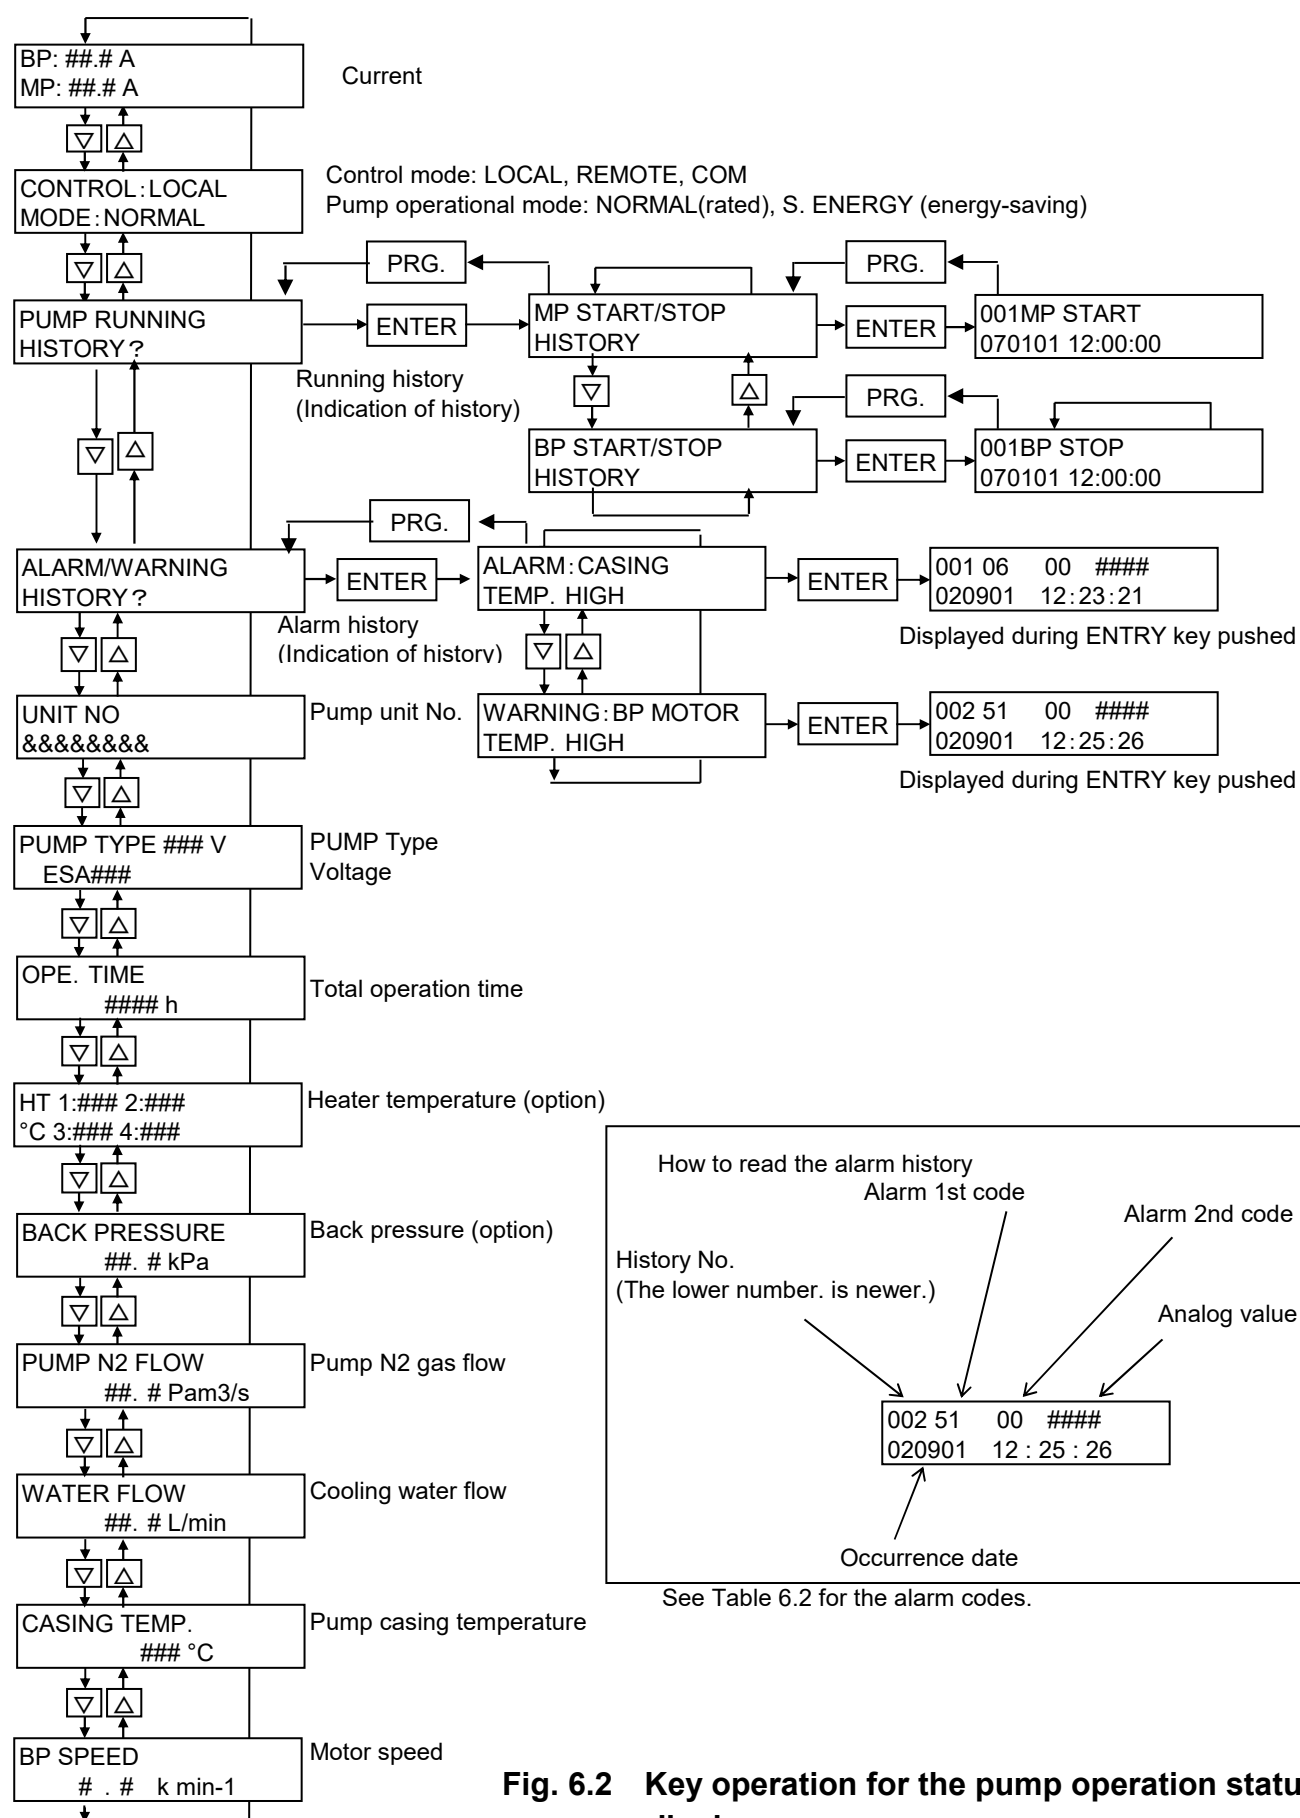 BP: ##.# A
MP: ##.# A
Current
CONTROL:LOCAL
MODE:NORMAL
Control mode: LOCAL, REMOTE, COM
Pump operational mode: NORMAL(rated), S. ENERGY (energy-saving)
PRG.
PRG.
PUMP RUNNING
HISTORY?
ENTER
MP START/STOP
HISTORY
ENTER
001MP START
070101 12:00:00
Running history
(Indication of history)
PRG.
BP START/STOP
HISTORY
ENTER
001BP STOP
070101 12:00:00
PRG.
ALARM/WARNING
HISTORY?
ENTER
ALARM:CASING
TEMP. HIGH
ENTER
001 06 00 ####
020901 12:23:21
Alarm history
(Indication of history)
Displayed during ENTRY key pushed
UNIT NO
&&&&&&&&
Pump unit No.
WARNING:BP MOTOR
TEMP. HIGH
ENTER
002 51 00 ####
020901 12:25:26
Displayed during ENTRY key pushed
PUMP TYPE ### V
ESA###
PUMP Type
Voltage
OPE. TIME
#### h
Total operation time
HT 1:### 2:###
°C 3:### 4:###
Heater temperature (option)
BACK PRESSURE
##. # kPa
Back pressure (option)
PUMP N2 FLOW
##. # Pam3/s
Pump N2 gas flow
WATER FLOW
##. # L/min
Cooling water flow
CASING TEMP.
### °C
Pump casing temperature
BP SPEED
# . # k min-1
Motor speed
How to read the alarm history
Alarm 1st code
Alarm 2nd code
History No.
(The lower number. is newer.)
Analog value
002 51 00 ####
020901 12 : 25 : 26
Occurrence date
See Table 6.2 for the alarm codes.
Fig. 6.2 Key operation for the pump operation statu